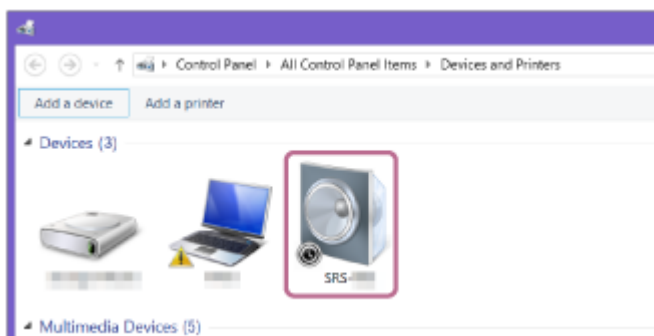 Control Panel ▸ All Control Panel Items ▸ Devices and Printers
Add a device Add a printer
Devices (3)
SRS-
Multimedia Devices (5)